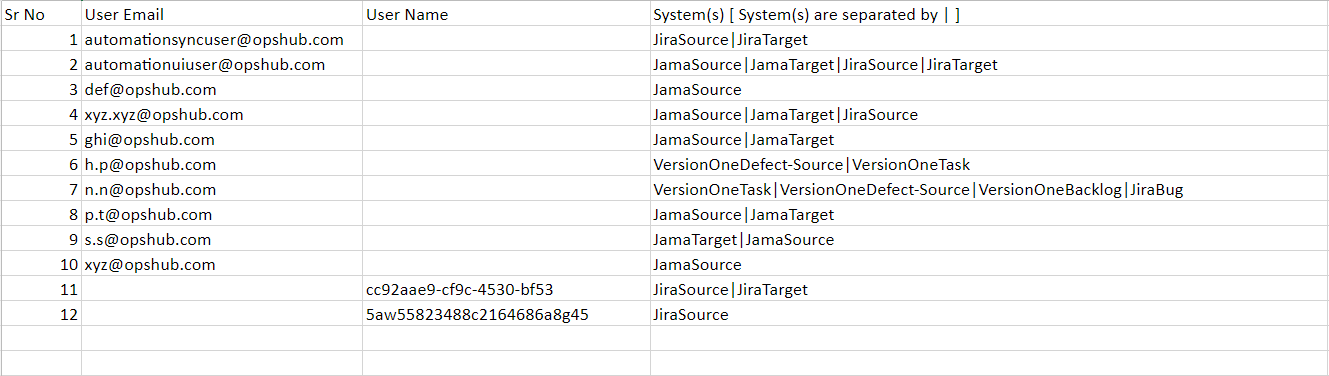 Sr No User Email User Name System(s) [ System(s) are separated by | ]
1 automationsyncuser@opshub.com JiraSource|JiraTarget
2 automationuiuser@opshub.com JamaSource|JamaTarget|JiraSource|JiraTarget
3 def@opshub.com JamaSource
4 xyz.xyz@opshub.com JamaSource|JamaTarget|JiraSource
5 ghi@opshub.com JamaSource|JamaTarget
6 h.p@opshub.com VersionOneDefect-Source|VersionOneTask
7 n.n@opshub.com VersionOneTask|VersionOneDefect-Source|VersionOneBacklog|JiraBug
8 p.t@opshub.com JamaSource|JamaTarget
9 s.s@opshub.com JamaTarget|JamaSource
10 xyz@opshub.com JamaSource
11 cc92aae9-cf9c-4530-bf53 JiraSource|JiraTarget
12 5aw55823488c2164686a8g45 JiraSource